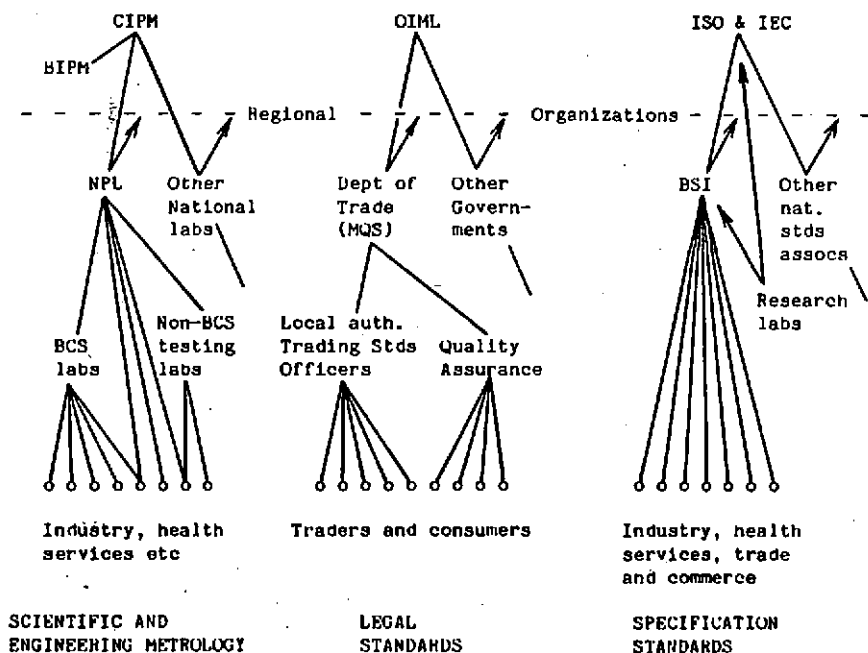 CIPM
BIPM
OIML
ISO & IEC
Regional
Organizations
NPL
Other
National
labs
Dept of
Trade
(MQS)
Other
Govern-
ments
BSI
Other
nat.
stds
assocs
Research
labs
BCS
labs
Non-BCS
testing
labs
Local auth.
Trading Stds
Officers
Quality
Assurance
Industry, health
services etc
Traders and consumers
Industry, health
services, trade
and commerce
SCIENTIFIC AND
ENGINEERING METROLOGY
LEGAL
STANDARDS
SPECIFICATION
STANDARDS